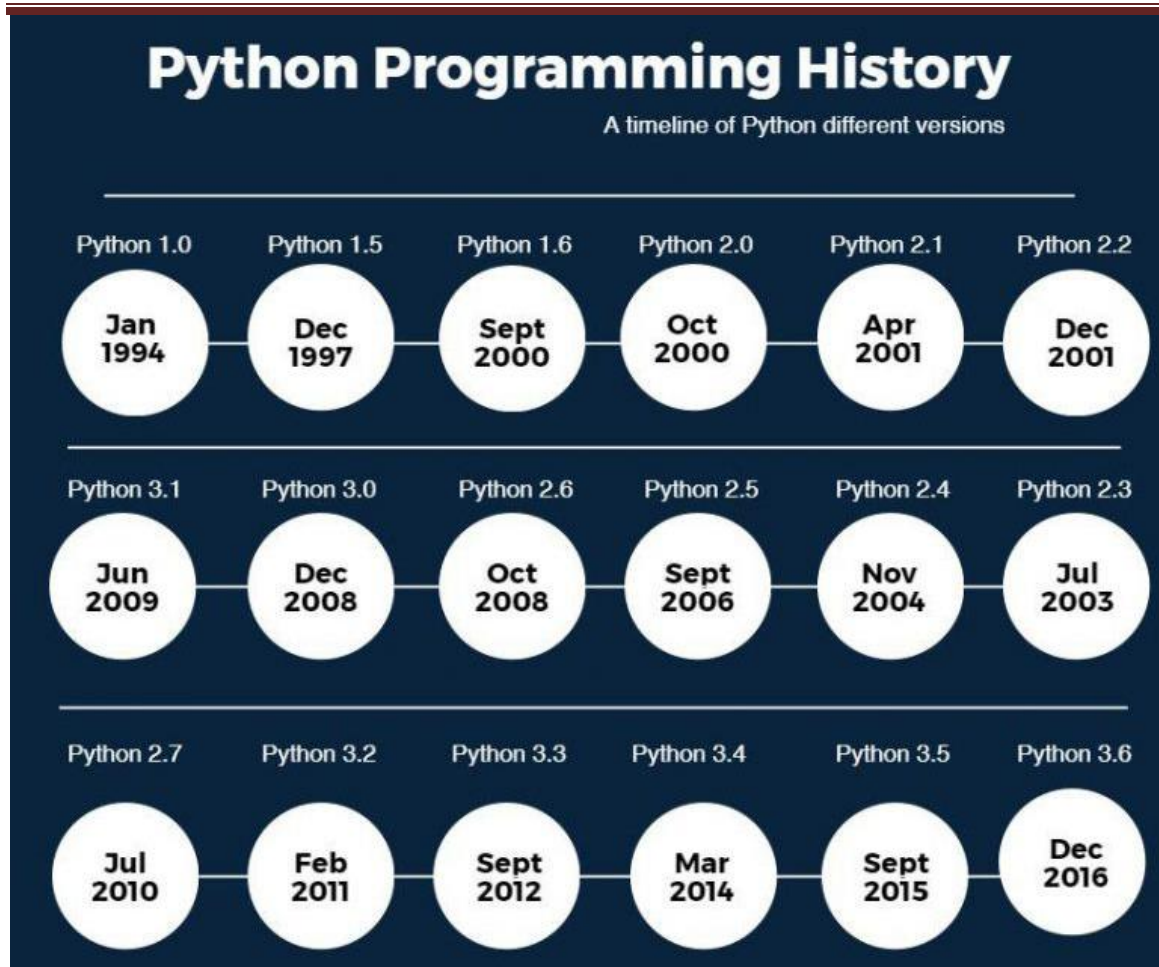 Python Programming History
A timeline of Python different versions
Python 1.0 Python 1.5 Python 1.6 Python 2.0 Python 2.1 Python 2.2
Jan Dec Sept Oct Apr Dec
1994 1997 2000 2000 2001 2001
Python 3.1 Python 3.0 Python 2.6 Python 2.5 Python 2.4 Python 2.3
Jun Dec Oct Sept Nov Jul
2009 2008 2008 2006 2004 2003
Python 2.7 Python 3.2 Python 3.3 Python 3.4 Python 3.5 Python 3.6
Jul Feb Sept Mar Sept Dec
2010 2011 2012 2014 2015 2016